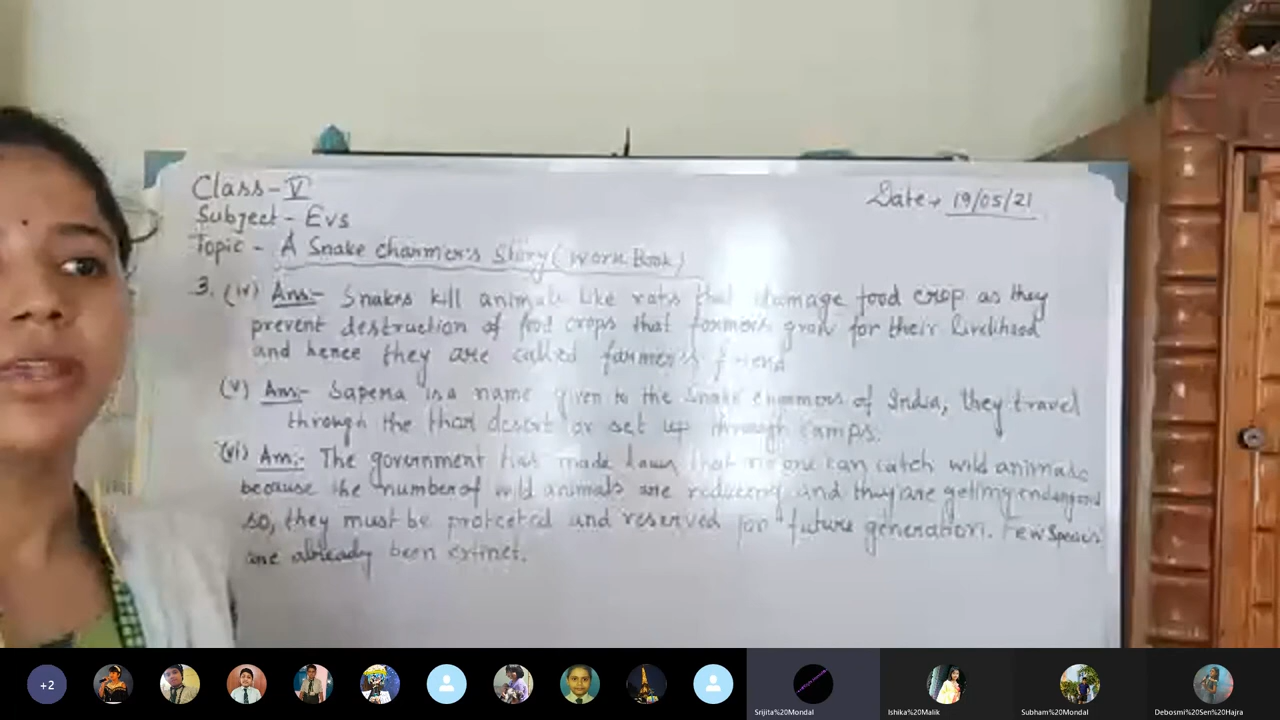 Class-V
Date→ 19/05/21
Subject - Evs
Topic - A Snake charmer's Story (Work Book)
3. (iv) Ans:- Snakes kill animals like rats that damage food crop as they
prevent destruction of food crops that farmers grow for their livelihood
and hence they are called farmer's friend
(v) Ans:- Sapera is a name given to the snake charmers of India, they travel
through the thar desert or set up through camps.
(vi) Ans:- The government has made laws that no one can catch wild animals
because the number of wild animals are reducing and they are getting endangered
so, they must be protected and reserved for future generation. Few Species
are already been extinct.
+2
Srijita%20Mondal
Ishika%20Malik
Subham%20Mondal
Debosmi%20Sen%20Hajra